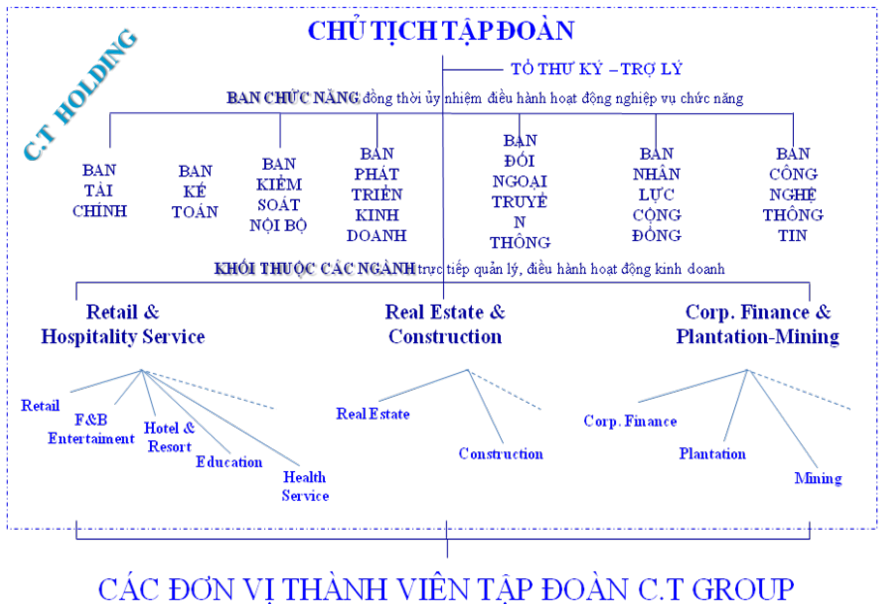 CHỦ TỊCH TẬP ĐOÀN
C.T HOLDING
TỔ THƯ KÝ – TRỢ LÝ
BAN CHỨC NĂNG đồng thời ủy nhiệm điều hành hoạt động nghiệp vụ chức năng
BAN
TÀI
CHÍNH
BAN
KẾ
TOÁN
BAN
KIỂM
SOÁT
NỘI BỘ
BAN
PHÁT
TRIỂN
KINH
DOANH
BAN
ĐỐI
NGOẠI
TRUYỀ
N
THÔNG
BAN
NHÂN
LỰC
CỘNG
ĐỒNG
BAN
CÔNG
NGHỆ
THÔNG
TIN
KHỐI THUỘC CÁC NGÀNH trực tiếp quản lý, điều hành hoạt động kinh doanh
Retail &
Hospitality Service
Real Estate &
Construction
Corp. Finance &
Plantation-Mining
Retail
F&B
Entertaiment
Hotel &
Resort
Education
Health
Service
Real Estate
Construction
Corp. Finance
Plantation
Mining
CÁC ĐƠN VỊ THÀNH VIÊN TẬP ĐOÀN C.T GROUP